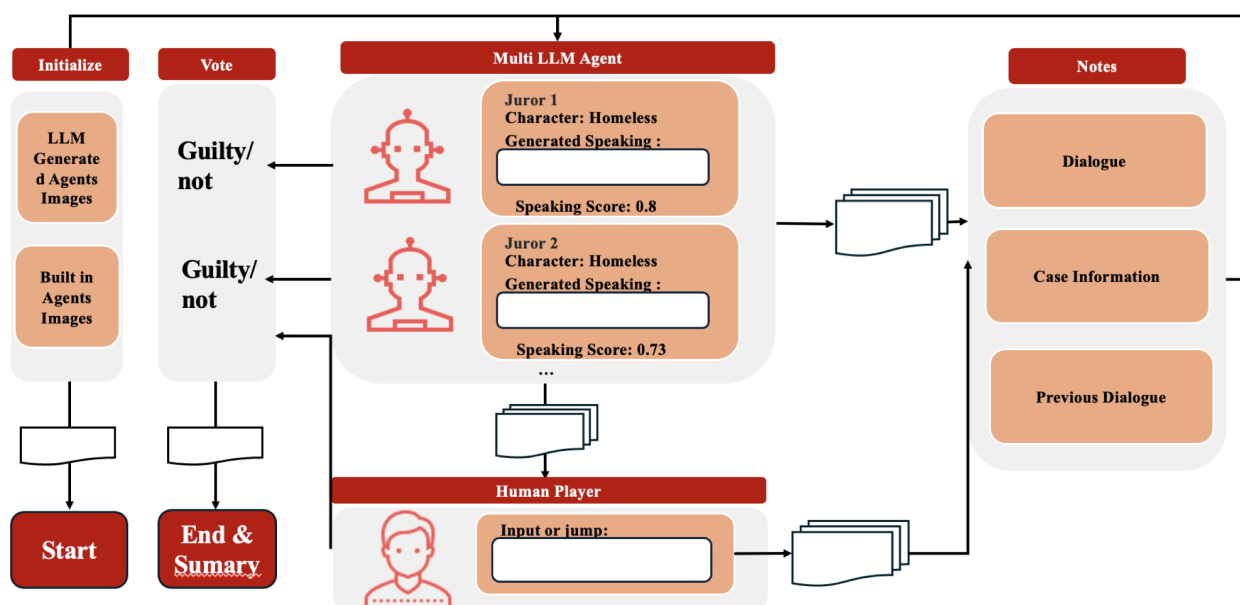 Initialize
LLM
Generate
d Agents
Images
Built in
Agents
Images
Start
Vote
Guilty/
not
Guilty/
not
End &
Sumary
Multi LLM Agent
Juror 1
Character: Homeless
Generated Speaking :
Speaking Score: 0.8
Juror 2
Character: Homeless
Generated Speaking :
Speaking Score: 0.73
...
Human Player
Input or jump:
Notes
Dialogue
Case Information
Previous Dialogue